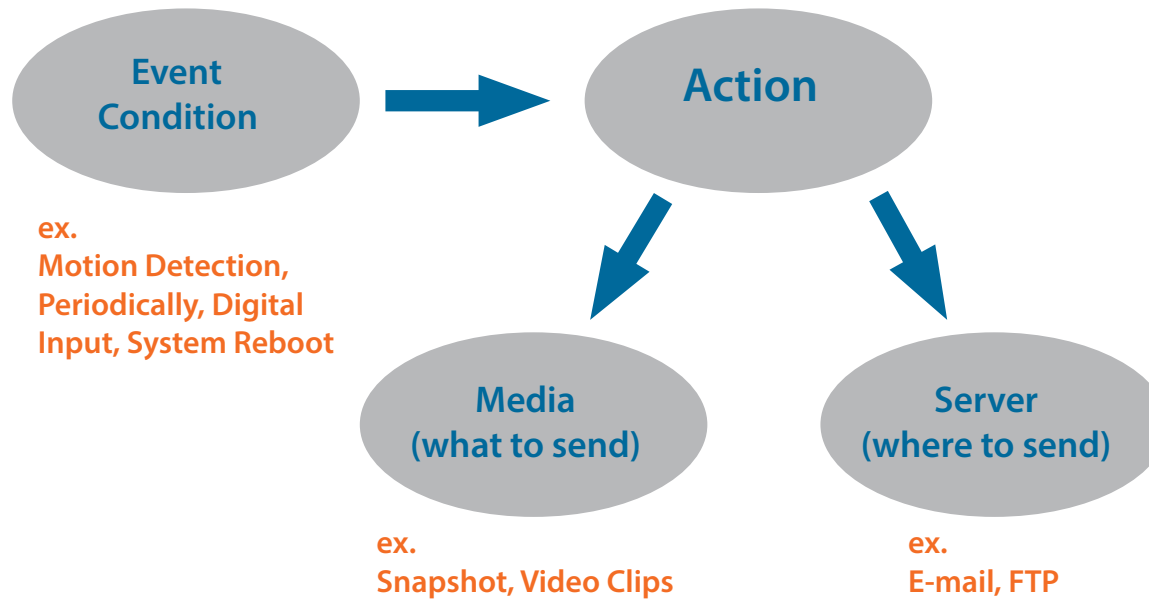 Event
Condition
Action
ex.
Motion Detection,
Periodically, Digital
Input, System Reboot
Media
(what to send)
ex.
Snapshot, Video Clips
Server
(where to send)
ex.
E-mail, FTP